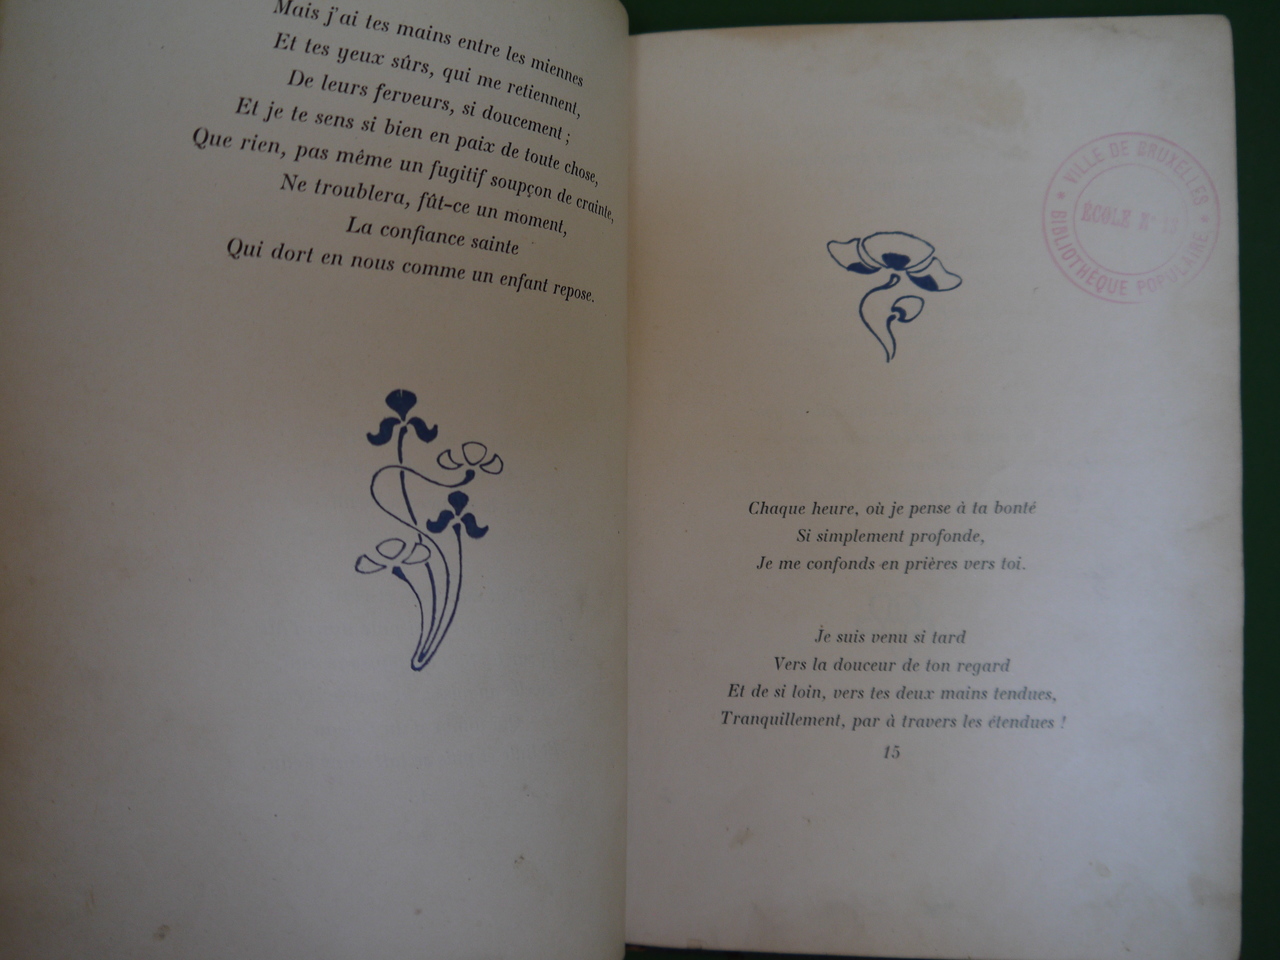 Mais j'ai tes mains entre les miennes
Et tes yeux sûrs, qui me retiennent,
De leurs ferveurs, si doucement ;
Et je te sens si bien en paix de toute chose,
Que rien, pas même un fugitif soupçon de crainte,
Ne troublera, fût-ce un moment,
La confiance sainte
Qui dort en nous comme un enfant repose.
VILLE DE BRUXELLES
ÉCOLE N°
BIBLIOTHÈQUE POPULAIRE
Chaque heure, où je pense à ta bonté
Si simplement profonde,
Je me confonds en prières vers toi.
Je suis venu si tard
Vers la douceur de ton regard
Et de si loin, vers tes deux mains tendues,
Tranquillement, par à travers les étendues !
15